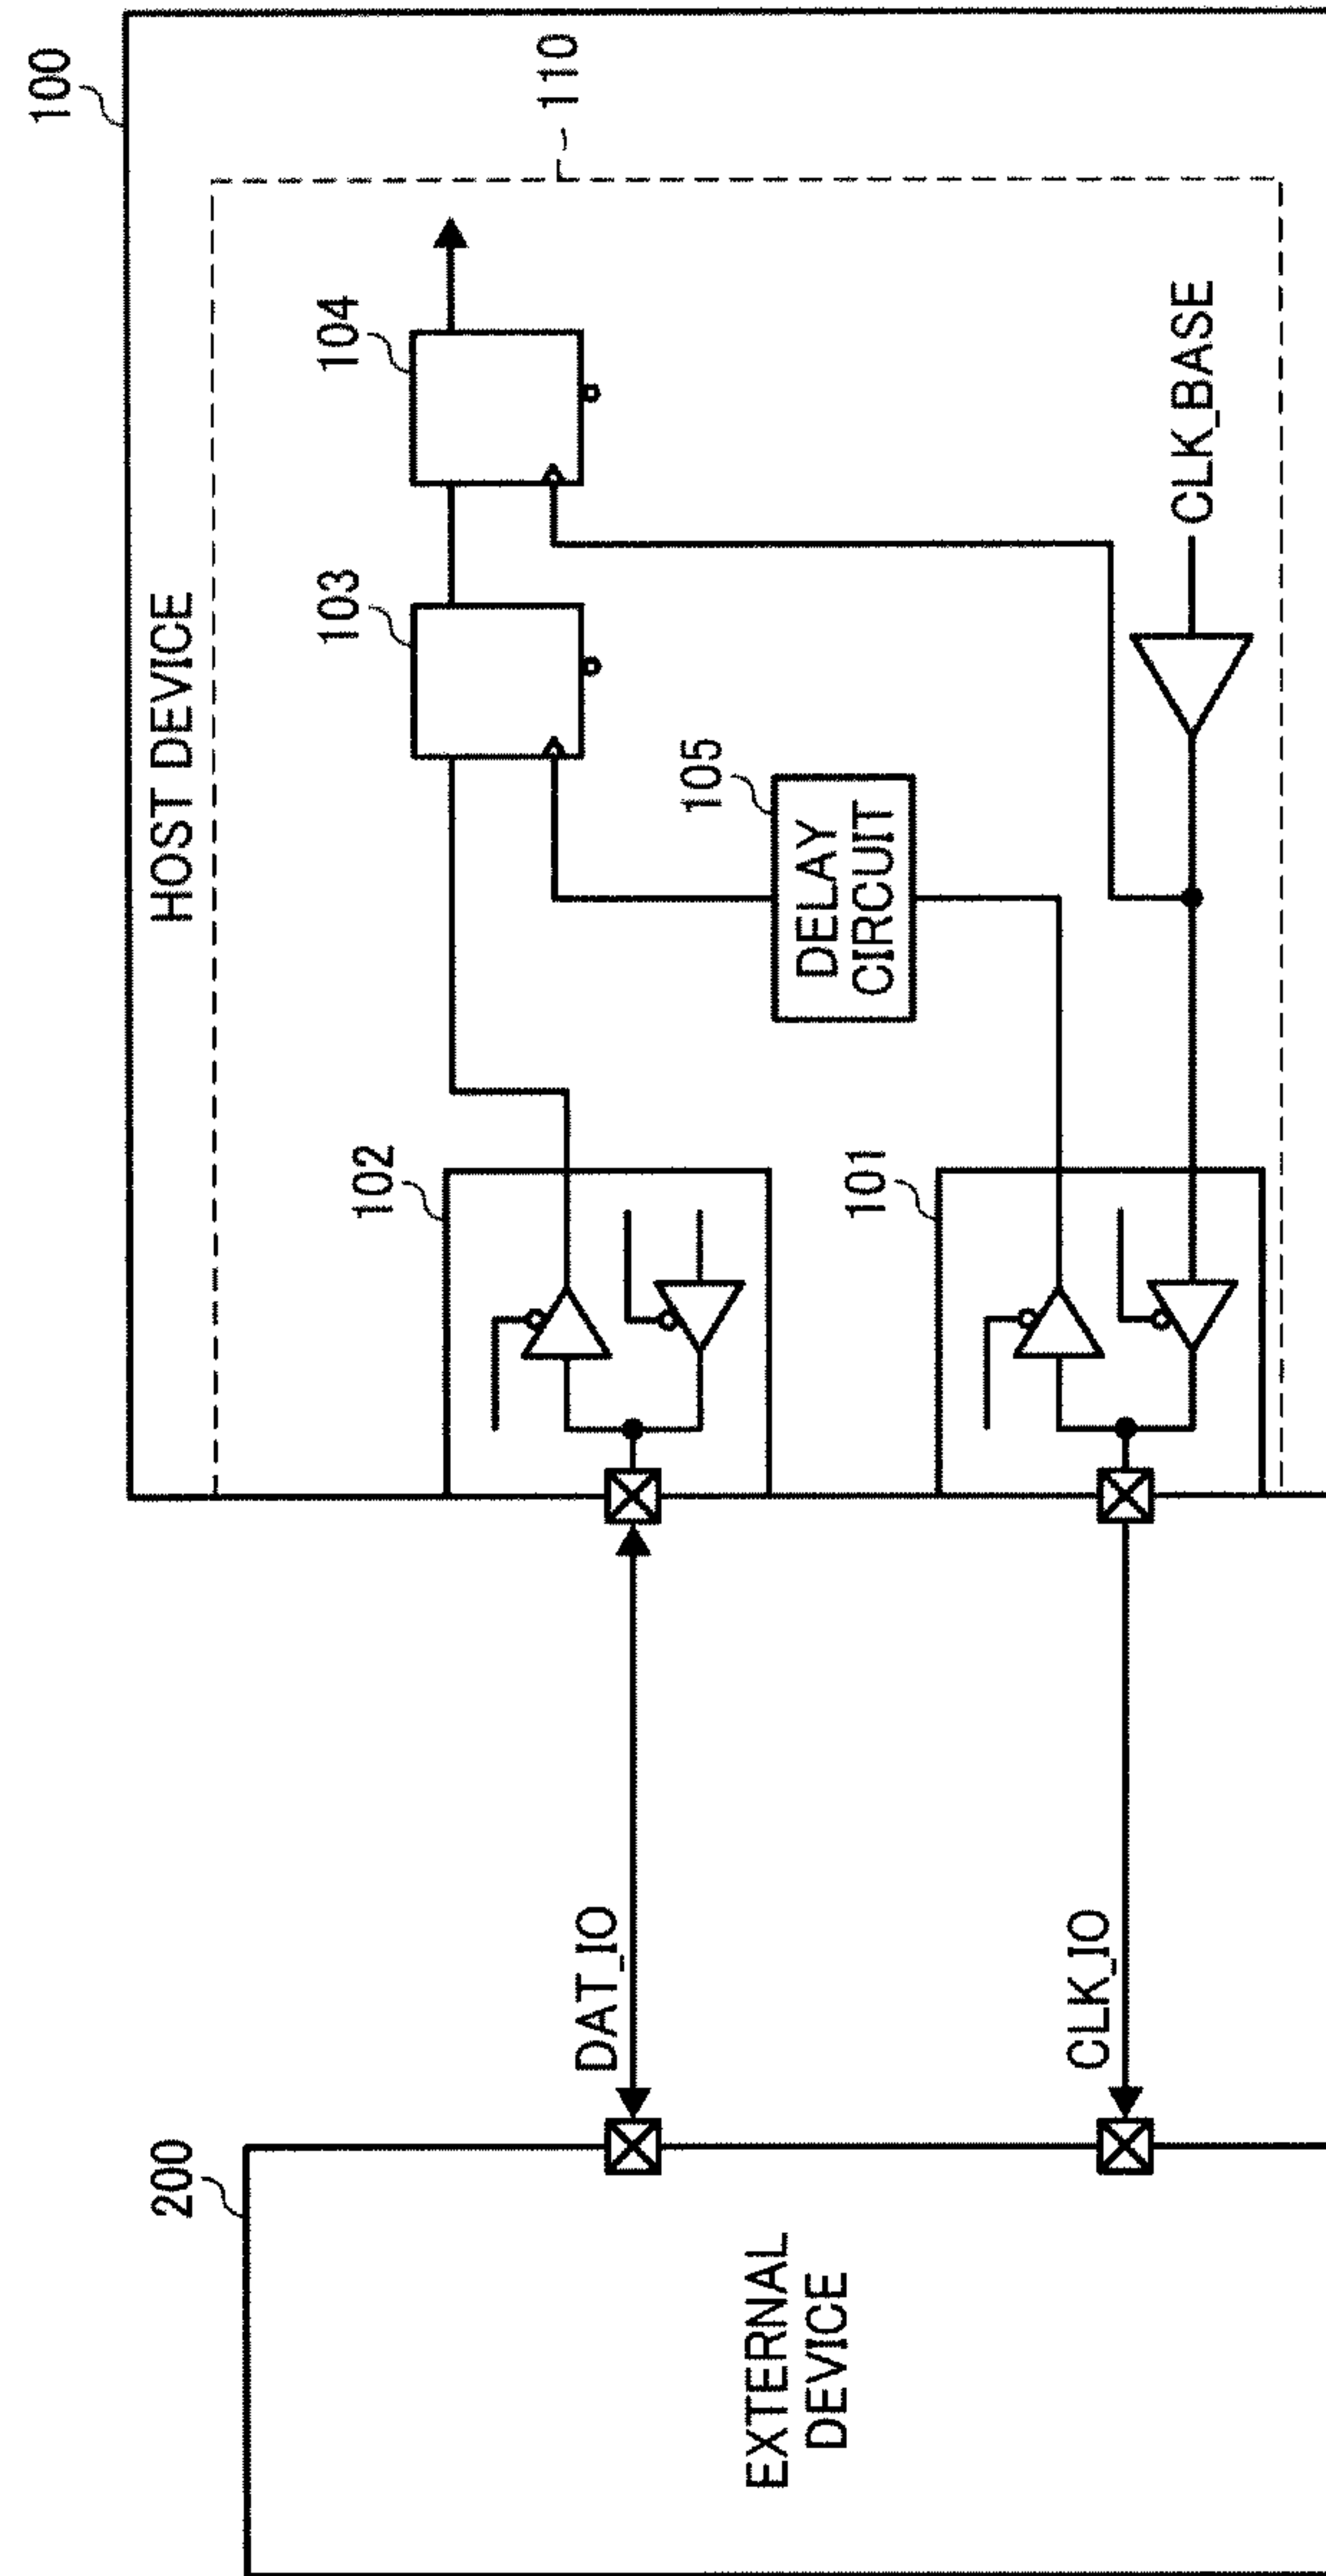 100
HOST DEVICE
110
104
103
102
105
DELAY
CIRCUIT
101
CLK_BASE
200
DAT_IO
CLK_IO
EXTERNAL
DEVICE